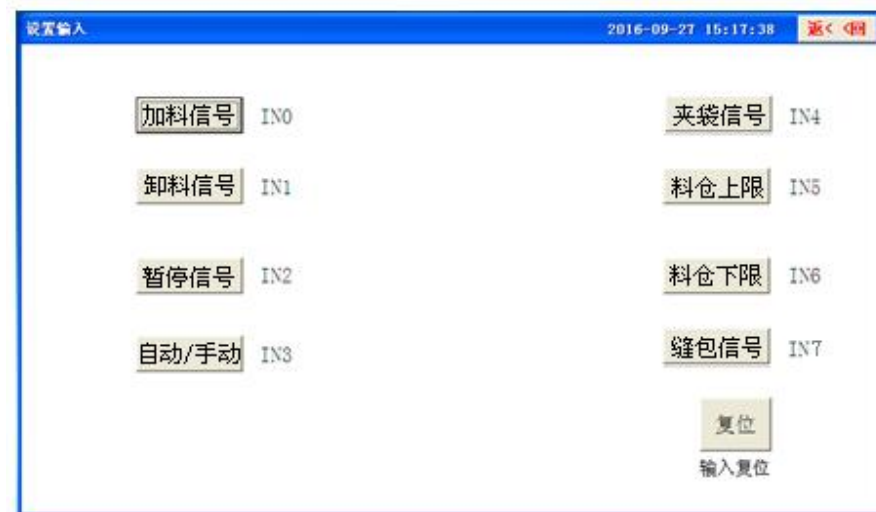 设置输入 2016-09-27 15:17:38 返< <回
加料信号 IN0 夹袋信号 IN4
卸料信号 IN1 料仓上限 IN5
暂停信号 IN2 料仓下限 IN6
自动/手动 IN3 缝包信号 IN7
复位
输入复位